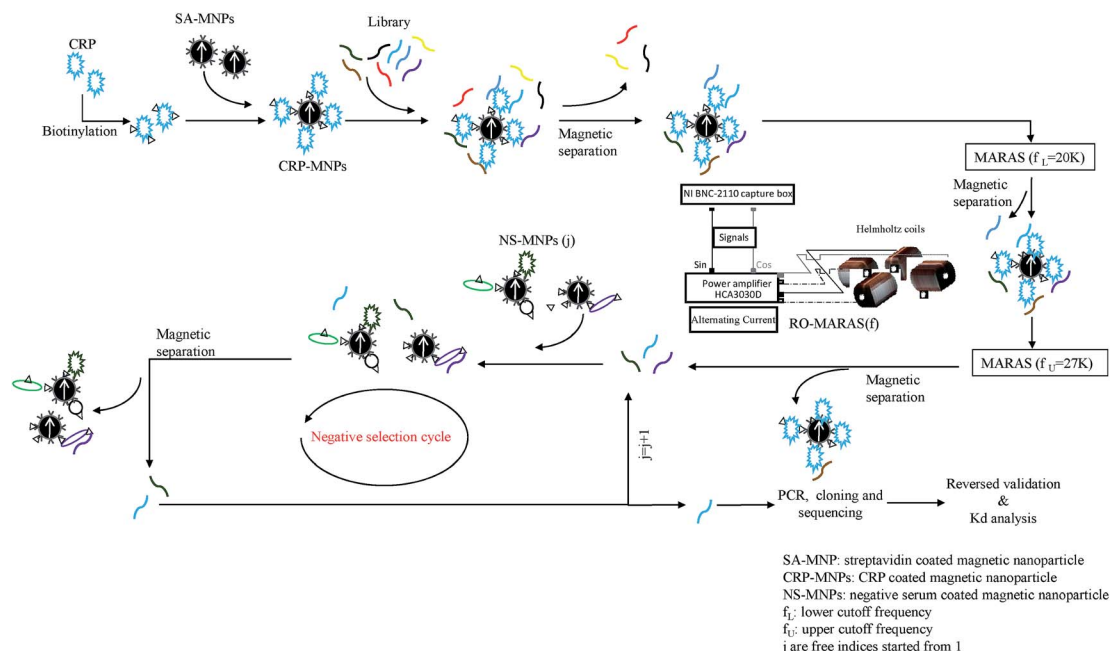 SA-MNPs
Library
CRP
Biotinylation
CRP-MNPs
Magnetic
separation
MARAS (f L=20K)
Magnetic
separation
NI BNC-2110 capture box
Signals
Sin
Cos
Power amplifier
HCA3030D
Alternating Current
Helmholtz coils
RO-MARAS(f)
MARAS (f U=27K)
Magnetic
separation
NS-MNPs (j)
Magnetic
separation
Negative selection cycle
j=j+1
PCR, cloning and
sequencing
Reversed validation
&
Kd analysis
SA-MNP: streptavidin coated magnetic nanoparticle
CRP-MNPs: CRP coated magnetic nanoparticle
NS-MNPs: negative serum coated magnetic nanoparticle
fL: lower cutoff frequency
fU: upper cutoff frequency
j are free indices started from 1